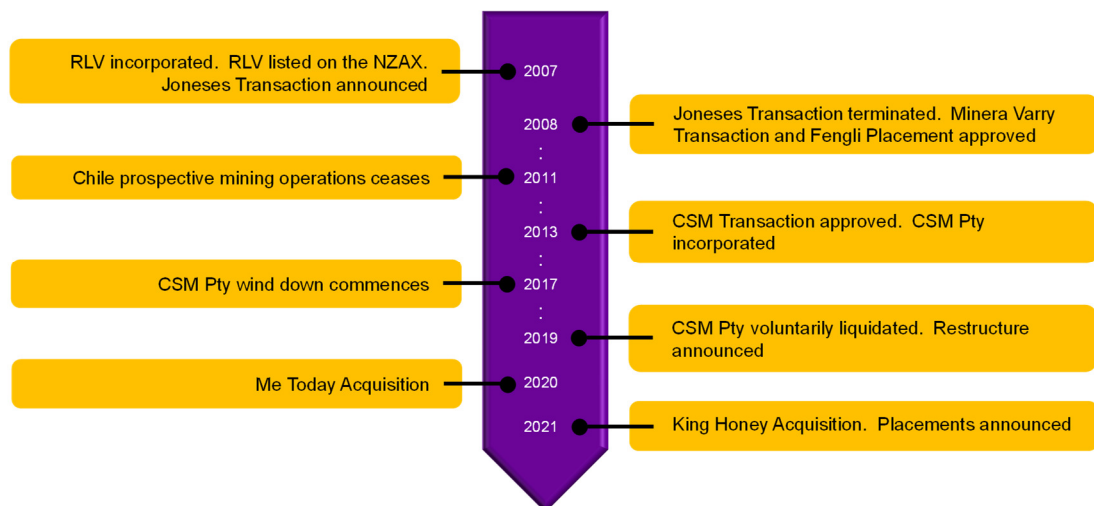 RLV incorporated. RLV listed on the NZAX.
Joneses Transaction announced
2007
2008
Joneses Transaction terminated. Minera Varry
Transaction and Fengli Placement approved
Chile prospective mining operations ceases
2011
2013
CSM Transaction approved. CSM Pty
incorporated
CSM Pty wind down commences
2017
2019
CSM Pty voluntarily liquidated. Restructure
announced
Me Today Acquisition
2020
2021
King Honey Acquisition. Placements announced